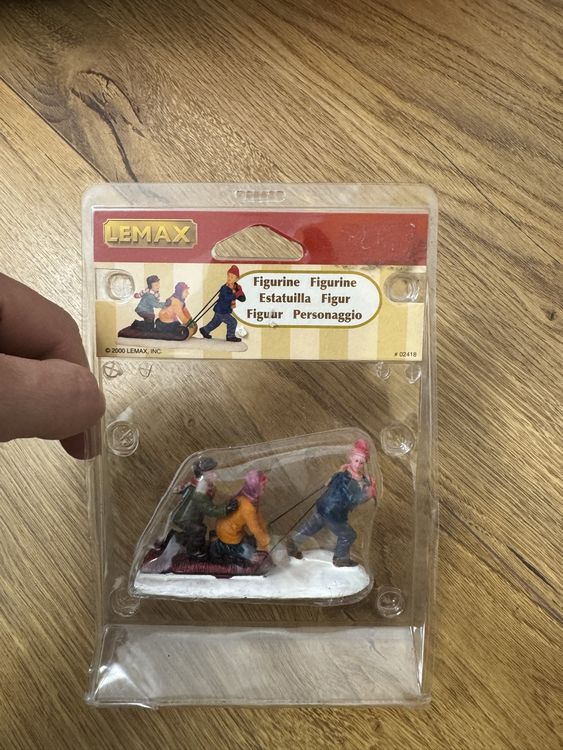 LEMAX
Figurine Figurine
Estatuilla Figur
Figuur Personaggio
© 2000 LEMAX, INC.
# 02418